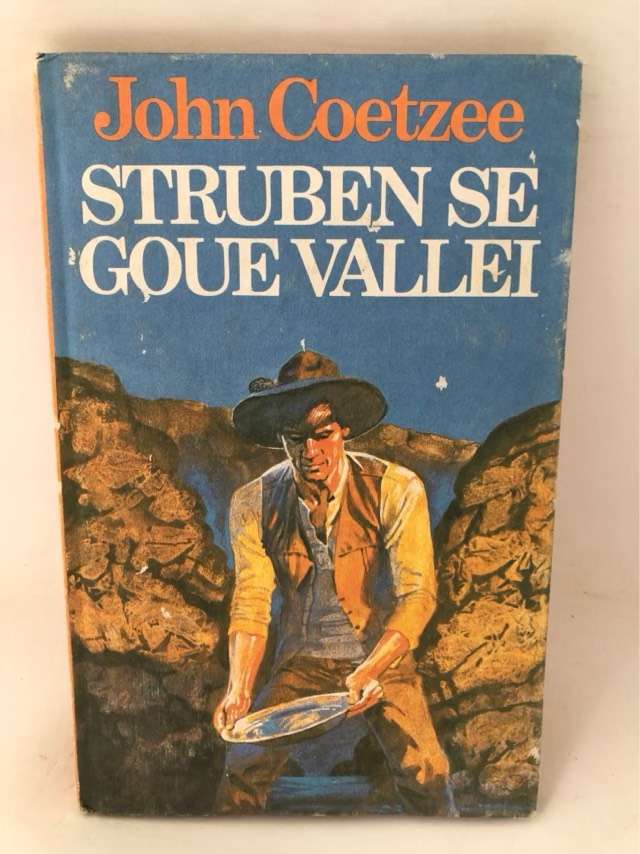 John Coetzee
STRUBEN SE
GOUE VALLEI